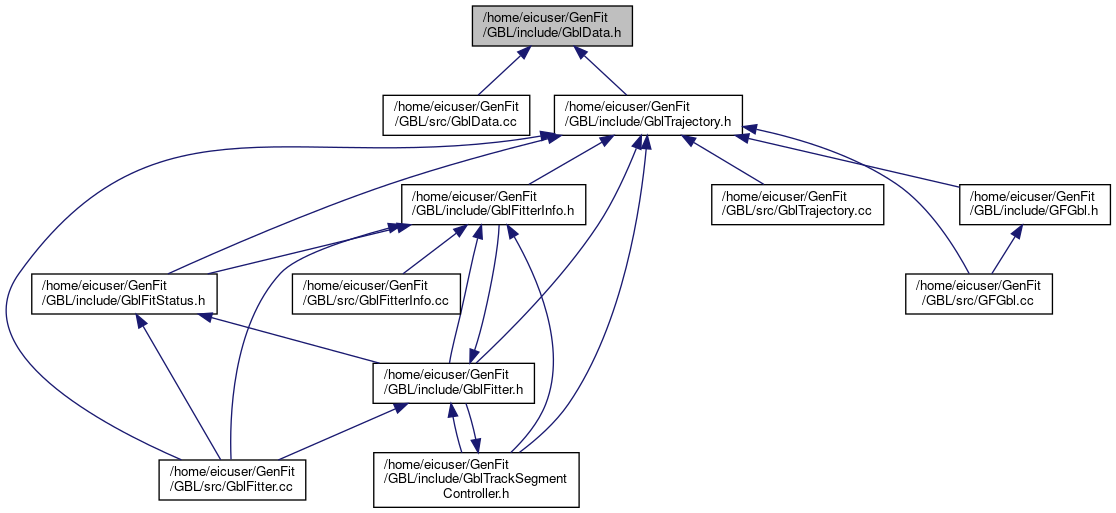 /home/eicuser/GenFit
/GBL/include/GblData.h
/home/eicuser/GenFit
/GBL/src/GblData.cc
/home/eicuser/GenFit
/GBL/include/GblTrajectory.h
/home/eicuser/GenFit
/GBL/include/GblFitterInfo.h
/home/eicuser/GenFit
/GBL/src/GblTrajectory.cc
/home/eicuser/GenFit
/GBL/include/GFGbl.h
/home/eicuser/GenFit
/GBL/include/GblFitStatus.h
/home/eicuser/GenFit
/GBL/src/GblFitterInfo.cc
/home/eicuser/GenFit
/GBL/src/GFGbl.cc
/home/eicuser/GenFit
/GBL/include/GblFitter.h
/home/eicuser/GenFit
/GBL/src/GblFitter.cc
/home/eicuser/GenFit
/GBL/include/GblTrackSegment
Controller.h